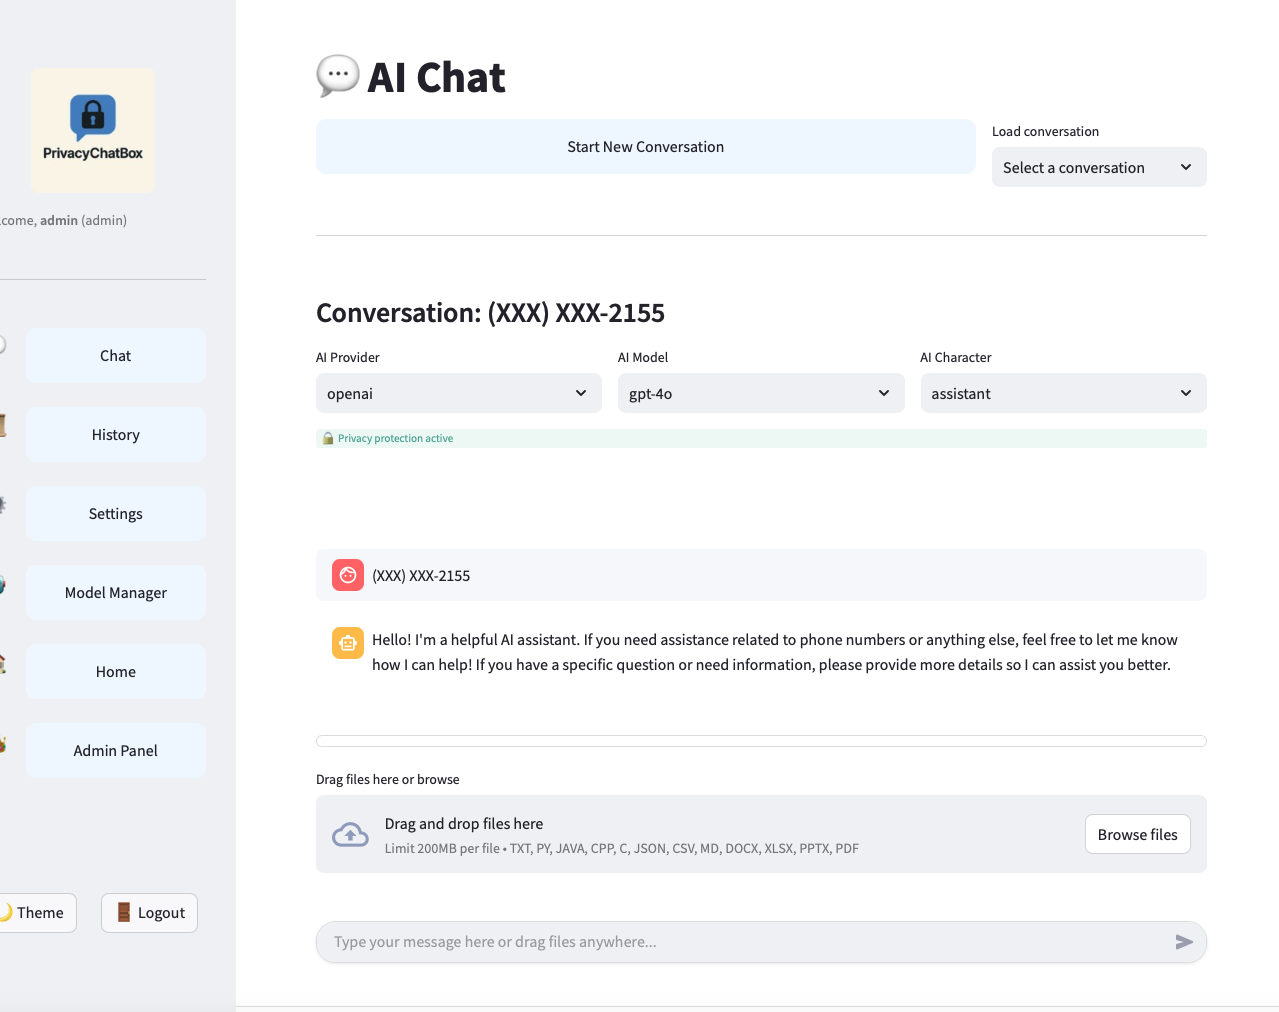 PrivacyChatBox
lcome, admin (admin)
Chat
History
Settings
Model Manager
Home
Admin Panel
Theme
Logout
AI Chat
Start New Conversation
Load conversation
Select a conversation
Conversation: (XXX) XXX-2155
AI Provider
AI Model
AI Character
openai
gpt-4o
assistant
Privacy protection active
(XXX) XXX-2155
Hello! I'm a helpful AI assistant. If you need assistance related to phone numbers or anything else, feel free to let me know
how I can help! If you have a specific question or need information, please provide more details so I can assist you better.
Drag files here or browse
Drag and drop files here
Limit 200MB per file • TXT, PY, JAVA, CPP, C, JSON, CSV, MD, DOCX, XLSX, PPTX, PDF
Browse files
Type your message here or drag files anywhere...